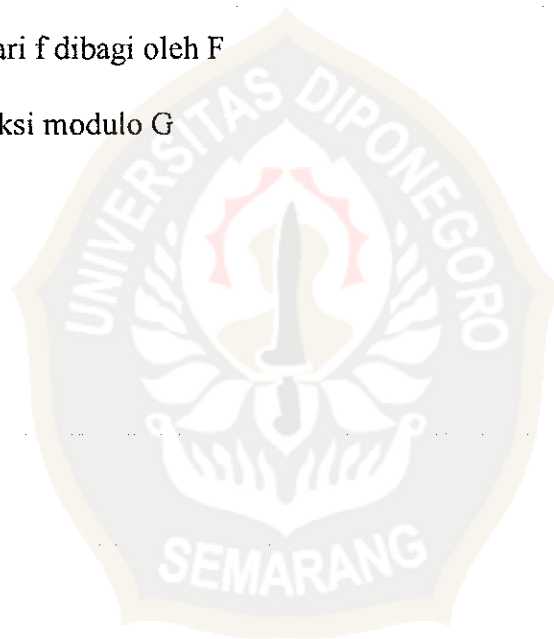 ari f dibagi oleh F
ksi modulo G
UNIVERSITAS DIPONEGORO
SEMARANG